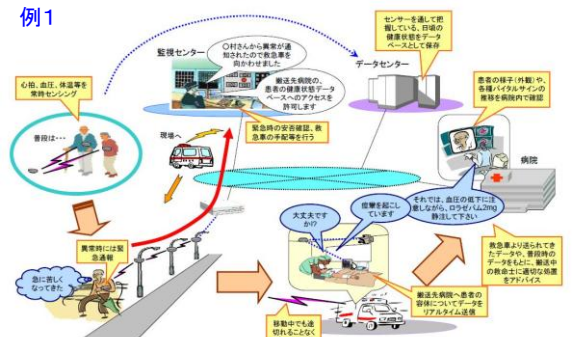 例1
監視センター
〇村さんから異常が通
知されたので救急車を
向かわせました
搬送先病院の、
患者の健康状態データ
ベースへのアクセスを
許可します
緊急時の安否確認、救
急車の手配等を行う
センサーを通して把
握している、日頃の
健康状態をデータ
ベースとして保存
データセンター
心拍、血圧、体温等を
常時センシング
普段は・・・
現場へ
患者の様子(外観)や、
各種バイタルサインの
推移を病院内で確認
病院
異常時には緊
急通報
急に苦しく
なってきた
大丈夫です
か!?
痙攣を起こし
ています
それでは、血圧の低下に注
意しながら、ロラゼパム2mg
静注して下さい
救急車より送られてき
たデータや、普段時の
データをもとに、搬送中
の救命士に適切な処置
をアドバイス
搬送先病院へ患者の
容体についてデータを
リアルタイム送信
移動中でも途
切れることなく